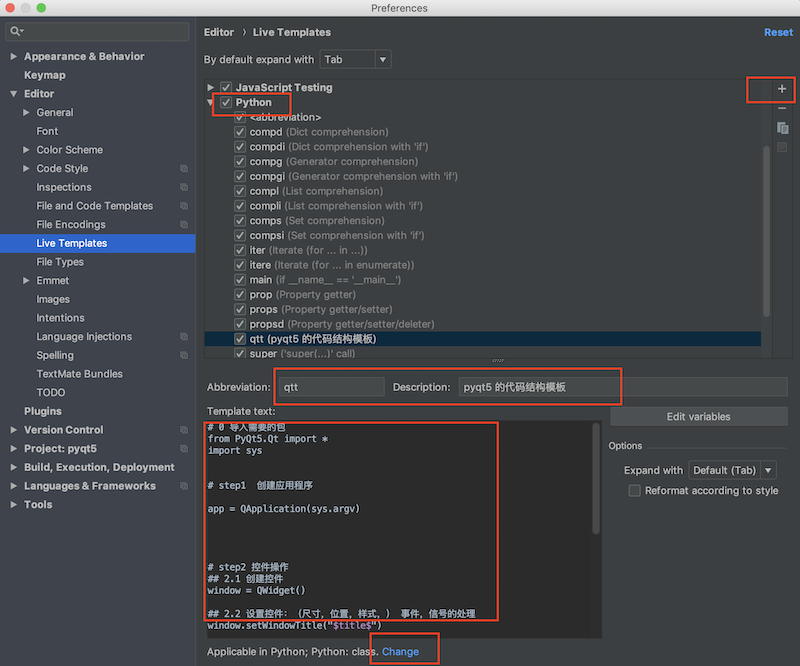 Preferences
Appearance & Behavior
Keymap
Editor
General
Font
Color Scheme
Code Style
Inspections
File and Code Templates
File Encodings
Live Templates
File Types
Emmet
Images
Intentions
Language Injections
Spelling
TextMate Bundles
TODO
Plugins
Version Control
Project: pyqt5
Build, Execution, Deployment
Languages & Frameworks
Tools
Editor › Live Templates
Reset
By default expand with Tab
JavaScript Testing
Python
<abbreviation>
compd (Dict comprehension)
compdi (Dict comprehension with 'if')
compg (Generator comprehension)
compgi (Generator comprehension with 'if')
compl (List comprehension)
compli (List comprehension with 'if')
comps (Set comprehension)
compsi (Set comprehension with 'if')
iter (Iterate (for ... in ...))
itere (Iterate (for ... in enumerate))
main (if __name__ == '__main__')
prop (Property getter)
props (Property getter/setter)
propsd (Property getter/setter/deleter)
qtt (pyqt5 的代码结构模板)
super ('super(...)' call)
Abbreviation: qtt Description: pyqt5 的代码结构模板
Template text:
# 0 导入需要的包
from PyQt5.Qt import *
import sys
# step1 创建应用程序
app = QApplication(sys.argv)
# step2 控件操作
## 2.1 创建控件
window = QWidget()
## 2.2 设置控件: (尺寸，位置，样式，) 事件，信号的处理
window.setWindowTitle("$title$")
Edit variables
Options
Expand with Default (Tab)
Reformat according to style
Applicable in Python; Python: class. Change